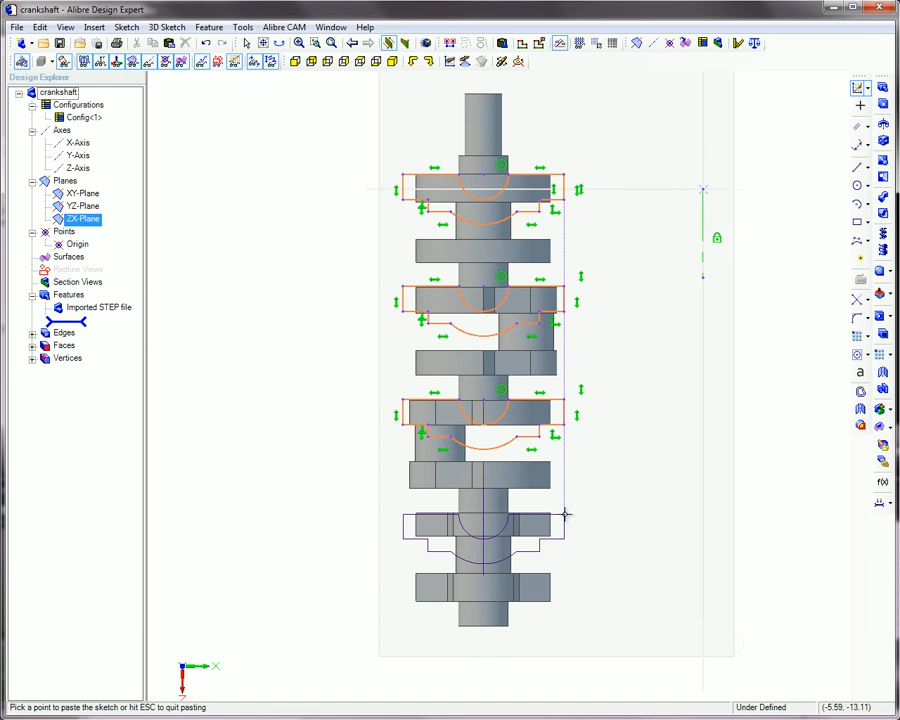 crankshaft - Alibre Design Expert
File Edit View Insert Sketch 3D Sketch Feature Tools Alibre CAM Window Help
Design Explorer
crankshaft
Configurations
Config<1>
Axes
X-Axis
Y-Axis
Z-Axis
Planes
XY-Plane
YZ-Plane
ZX-Plane
Points
Origin
Surfaces
Redline Views
Section Views
Features
Imported STEP file
Edges
Faces
Vertices
a
f(x)
X
Z
Pick a point to paste the sketch or hit ESC to quit pasting
Under Defined
(-5.59, -13.11)